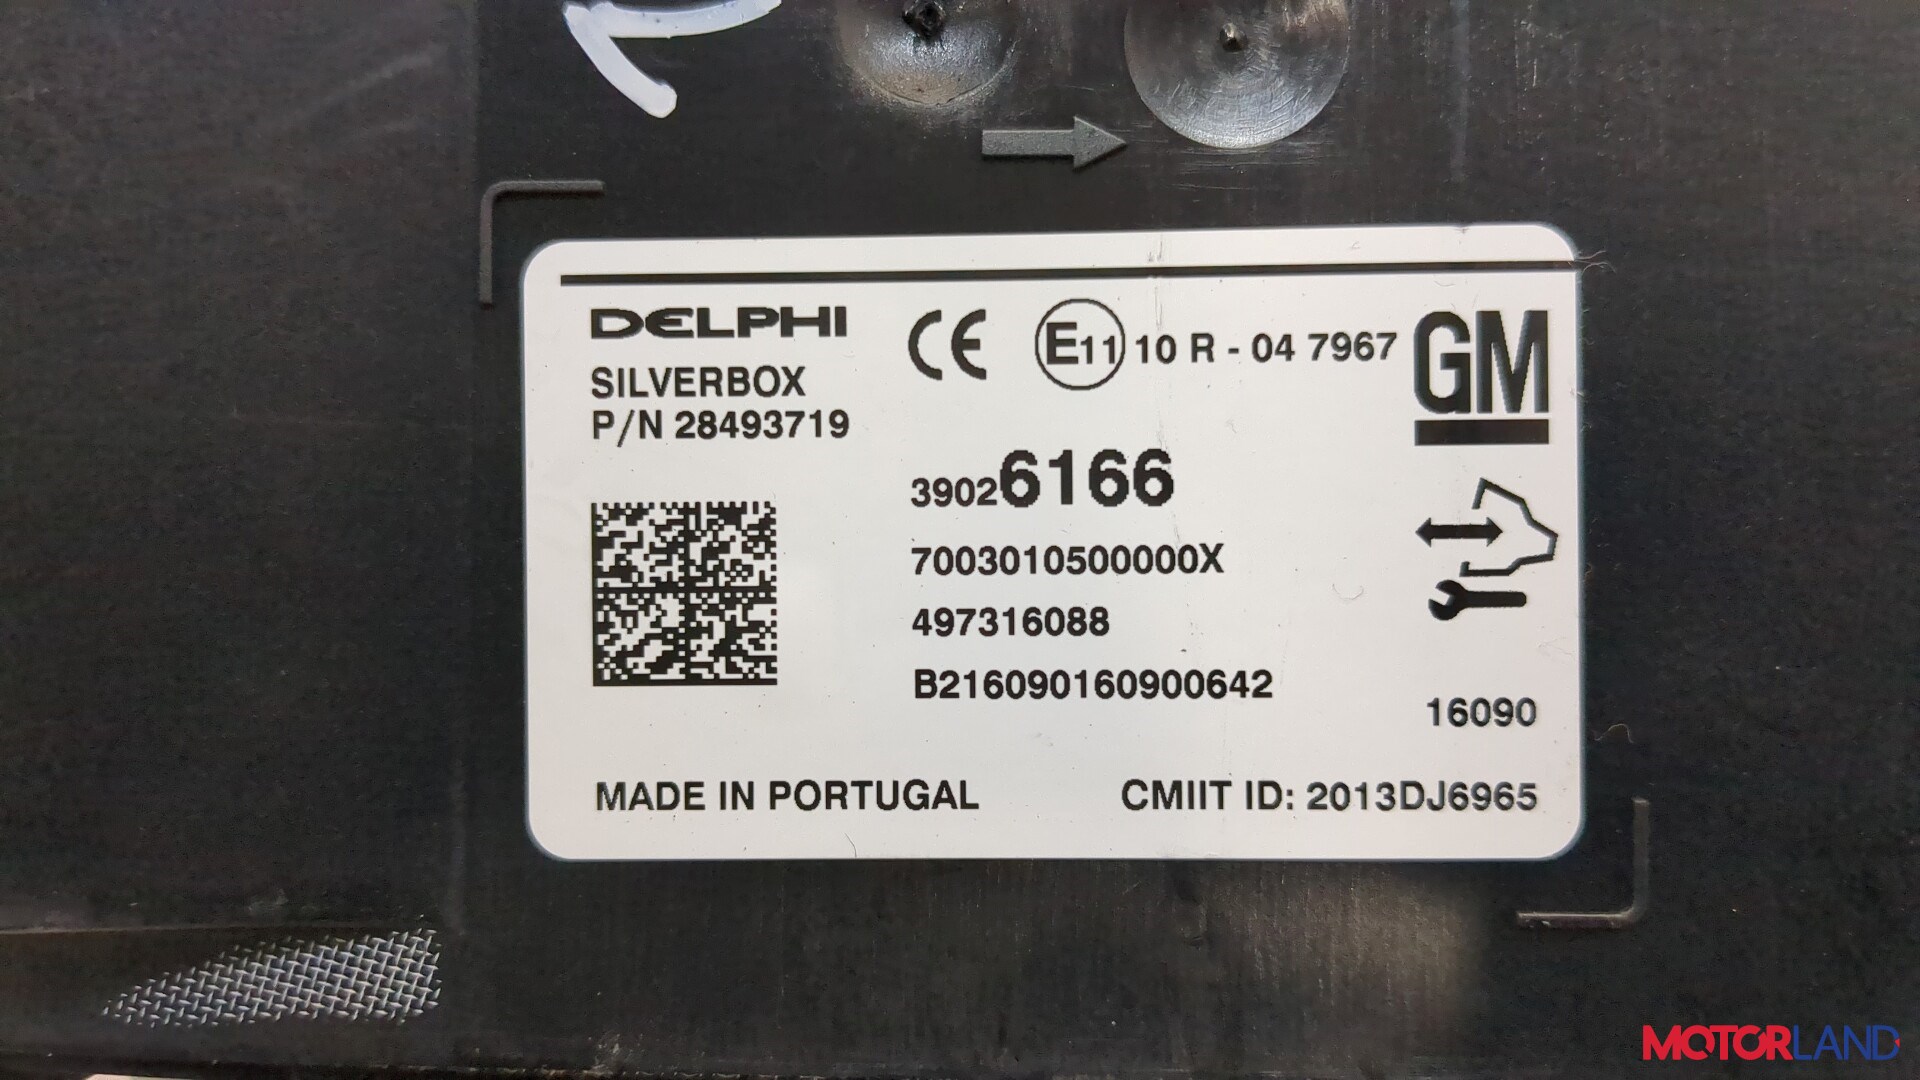 DELPHI
SILVERBOX
P/N 28493719
CE E11 10 R - 04 7967
GM
39026166
7003010500000X
497316088
B216090160900642
16090
MADE IN PORTUGAL
CMIIT ID: 2013DJ6965
MOTORLAND